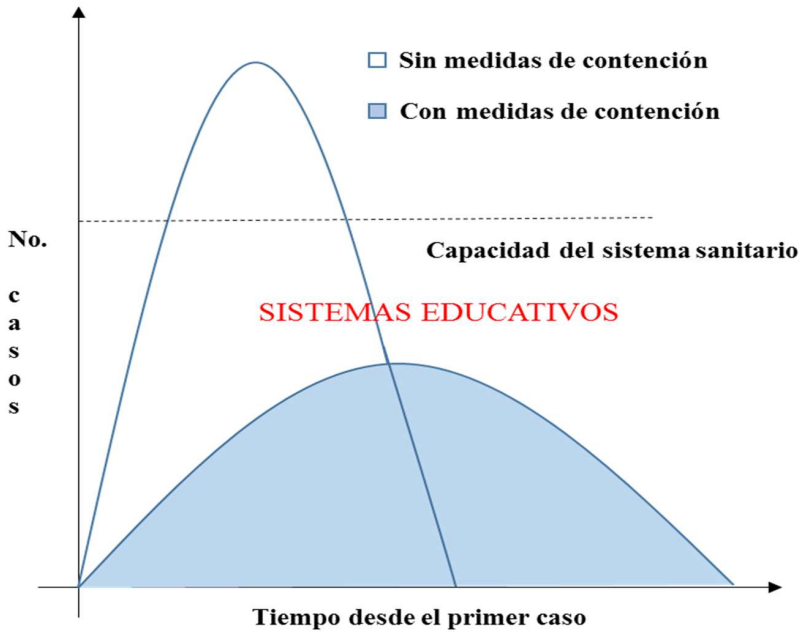 Sin medidas de contención
Con medidas de contención
No.
casos
Capacidad del sistema sanitario
SISTEMAS EDUCATIVOS
Tiempo desde el primer caso